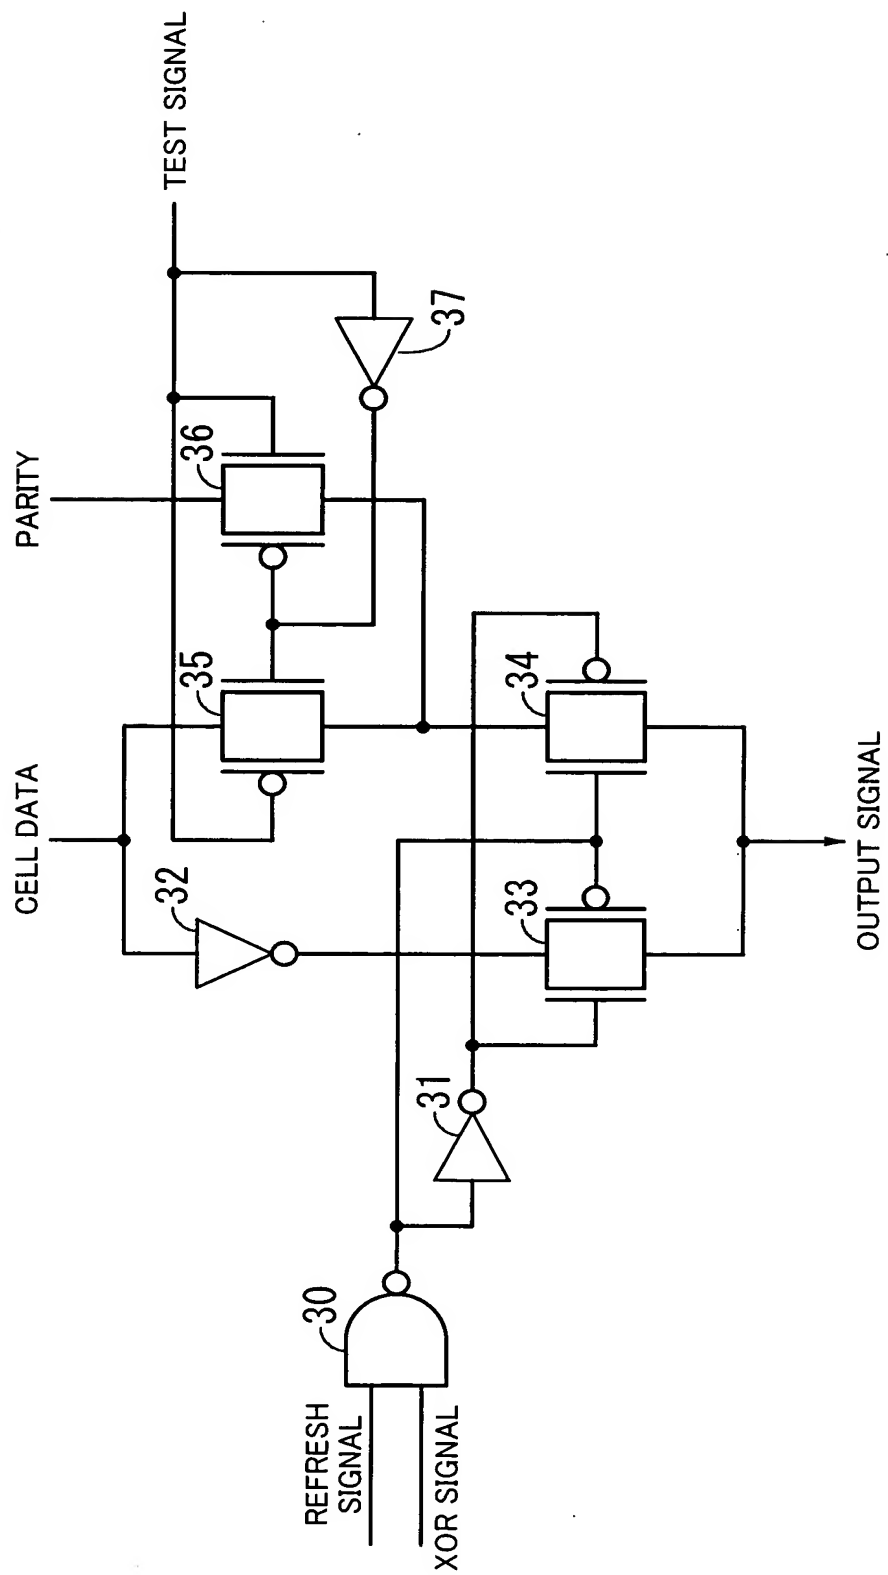 TEST SIGNAL
PARITY
CELL DATA
36
37
35
32
34
33
31
30
REFRESH
SIGNAL
XOR SIGNAL
OUTPUT SIGNAL